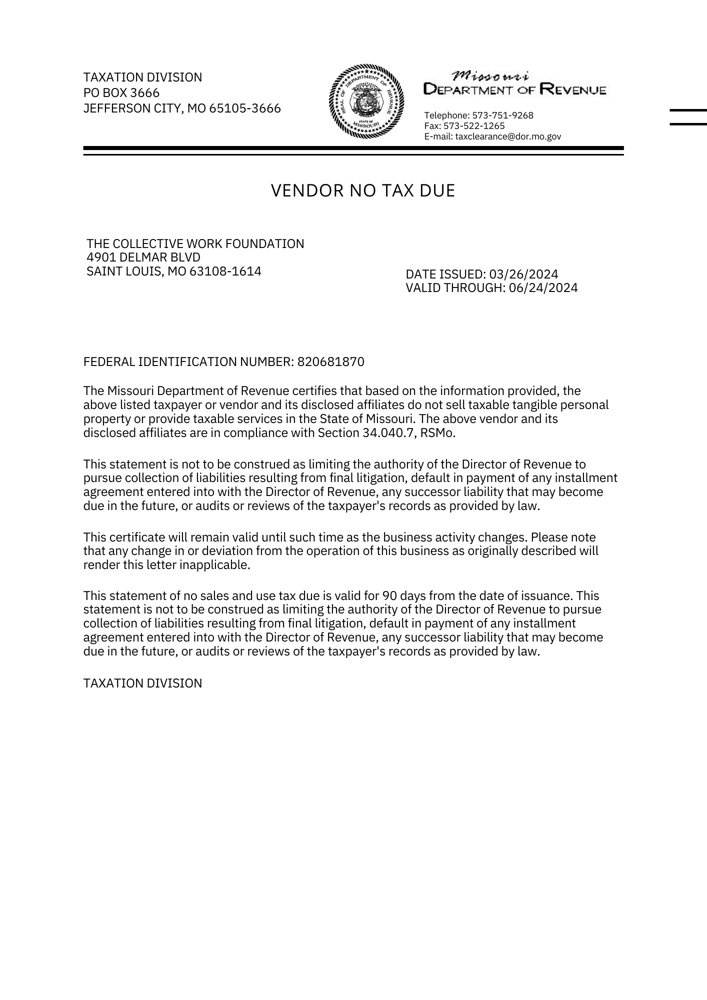 TAXATION DIVISION
PO BOX 3666
JEFFERSON CITY, MO 65105-3666
SEAL OF DEPARTMENT OF REVENUE
STATE OF
MISSOURI
Missouri
DEPARTMENT OF REVENUE
Telephone: 573-751-9268
Fax: 573-522-1265
E-mail: taxclearance@dor.mo.gov
VENDOR NO TAX DUE
THE COLLECTIVE WORK FOUNDATION
4901 DELMAR BLVD
SAINT LOUIS, MO 63108-1614
DATE ISSUED: 03/26/2024
VALID THROUGH: 06/24/2024
FEDERAL IDENTIFICATION NUMBER: 820681870
The Missouri Department of Revenue certifies that based on the information provided, the
above listed taxpayer or vendor and its disclosed affiliates do not sell taxable tangible personal
property or provide taxable services in the State of Missouri. The above vendor and its
disclosed affiliates are in compliance with Section 34.040.7, RSMo.
This statement is not to be construed as limiting the authority of the Director of Revenue to
pursue collection of liabilities resulting from final litigation, default in payment of any installment
agreement entered into with the Director of Revenue, any successor liability that may become
due in the future, or audits or reviews of the taxpayer's records as provided by law.
This certificate will remain valid until such time as the business activity changes. Please note
that any change in or deviation from the operation of this business as originally described will
render this letter inapplicable.
This statement of no sales and use tax due is valid for 90 days from the date of issuance. This
statement is not to be construed as limiting the authority of the Director of Revenue to pursue
collection of liabilities resulting from final litigation, default in payment of any installment
agreement entered into with the Director of Revenue, any successor liability that may become
due in the future, or audits or reviews of the taxpayer's records as provided by law.
TAXATION DIVISION